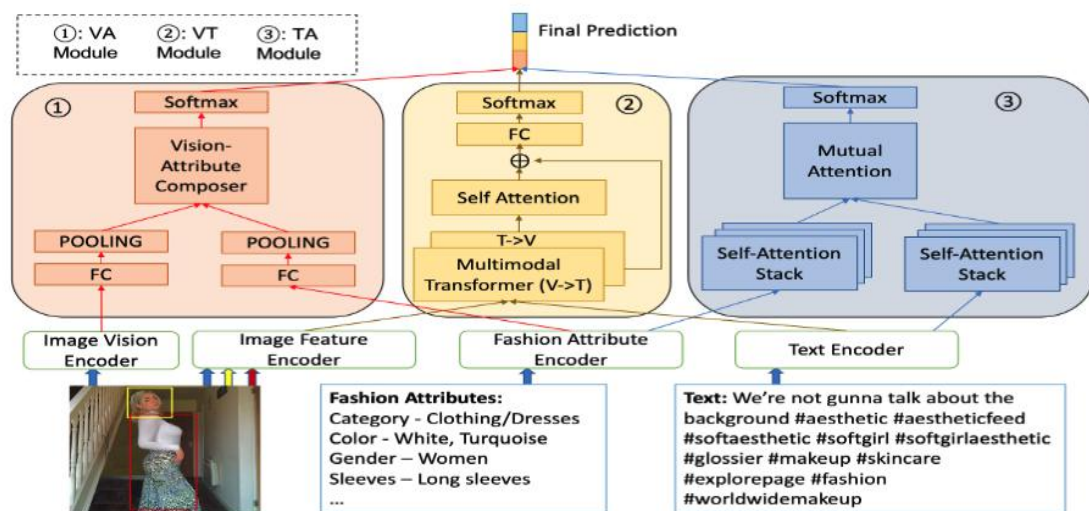 ①: VA Module
②: VT Module
③: TA Module
Final Prediction
①
Softmax
Vision-
Attribute
Composer
POOLING
POOLING
FC
FC
②
Softmax
FC
Self Attention
T->V
Multimodal
Transformer (V->T)
③
Softmax
Mutual
Attention
Self-Attention
Stack
Self-Attention
Stack
Image Vision
Encoder
Image Feature
Encoder
Fashion Attribute
Encoder
Text Encoder
Fashion Attributes:
Category - Clothing/Dresses
Color - White, Turquoise
Gender – Women
Sleeves – Long sleeves
...
Text: We're not gunna talk about the
background #aesthetic #aestheticfeed
#softaesthetic #softgirl #softgirlaesthetic
#glossier #makeup #skincare
#explorepage #fashion
#worldwidemakeup